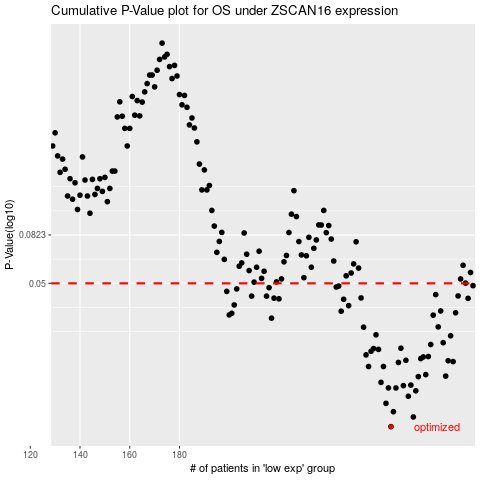 Cumulative P-Value plot for OS under ZSCAN16 expression
P-Value(log10)
0.0823
0.05
optimized
120 140 160 180
# of patients in 'low exp' group